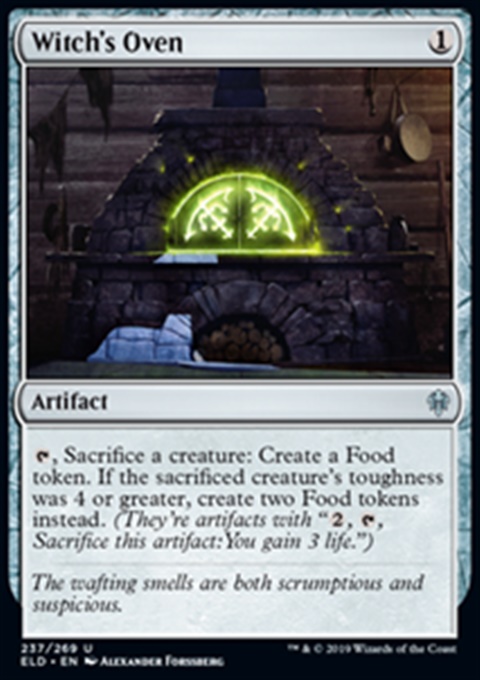 Witch's Oven 1
Artifact
, Sacrifice a creature: Create a Food
token. If the sacrificed creature's toughness
was 4 or greater, create two Food tokens
instead. (They're artifacts with “2, ,
Sacrifice this artifact:You gain 3 life.”)
The wafting smells are both scrumptious and
suspicious.
237/269 U ™ & © 2019 Wizards of the Coast
ELD • EN Alexander Forssberg